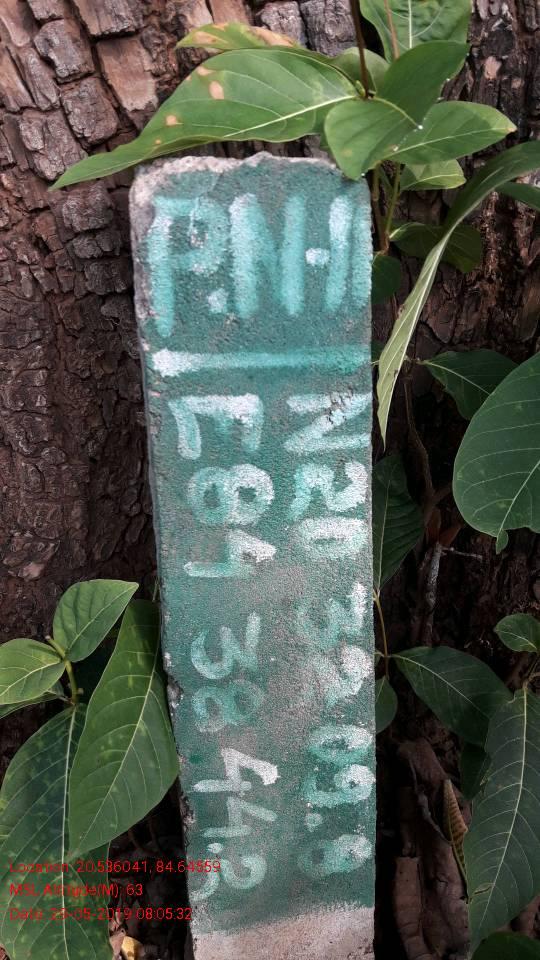 P.N-11
N20 32 09.8
E84 38 44.2
Location: 20.536041, 84.64559
MSL Altitude(M): 63
Date: 29-05-2019 08:05:32